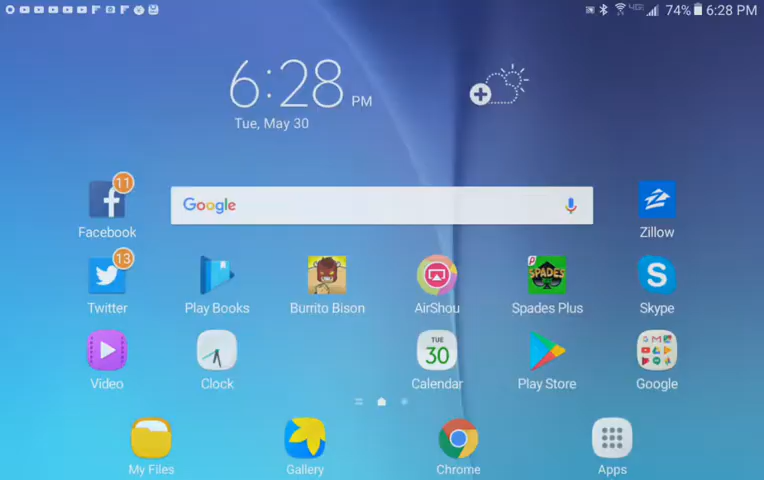 74% 6:28 PM
6:28 PM
Tue, May 30
11
Google
Facebook
Zillow
13
SPADES
Twitter
Play Books
Burrito Bison
AirShou
Spades Plus
Skype
TUE
30
Video
Clock
Calendar
Play Store
Google
My Files
Gallery
Chrome
Apps